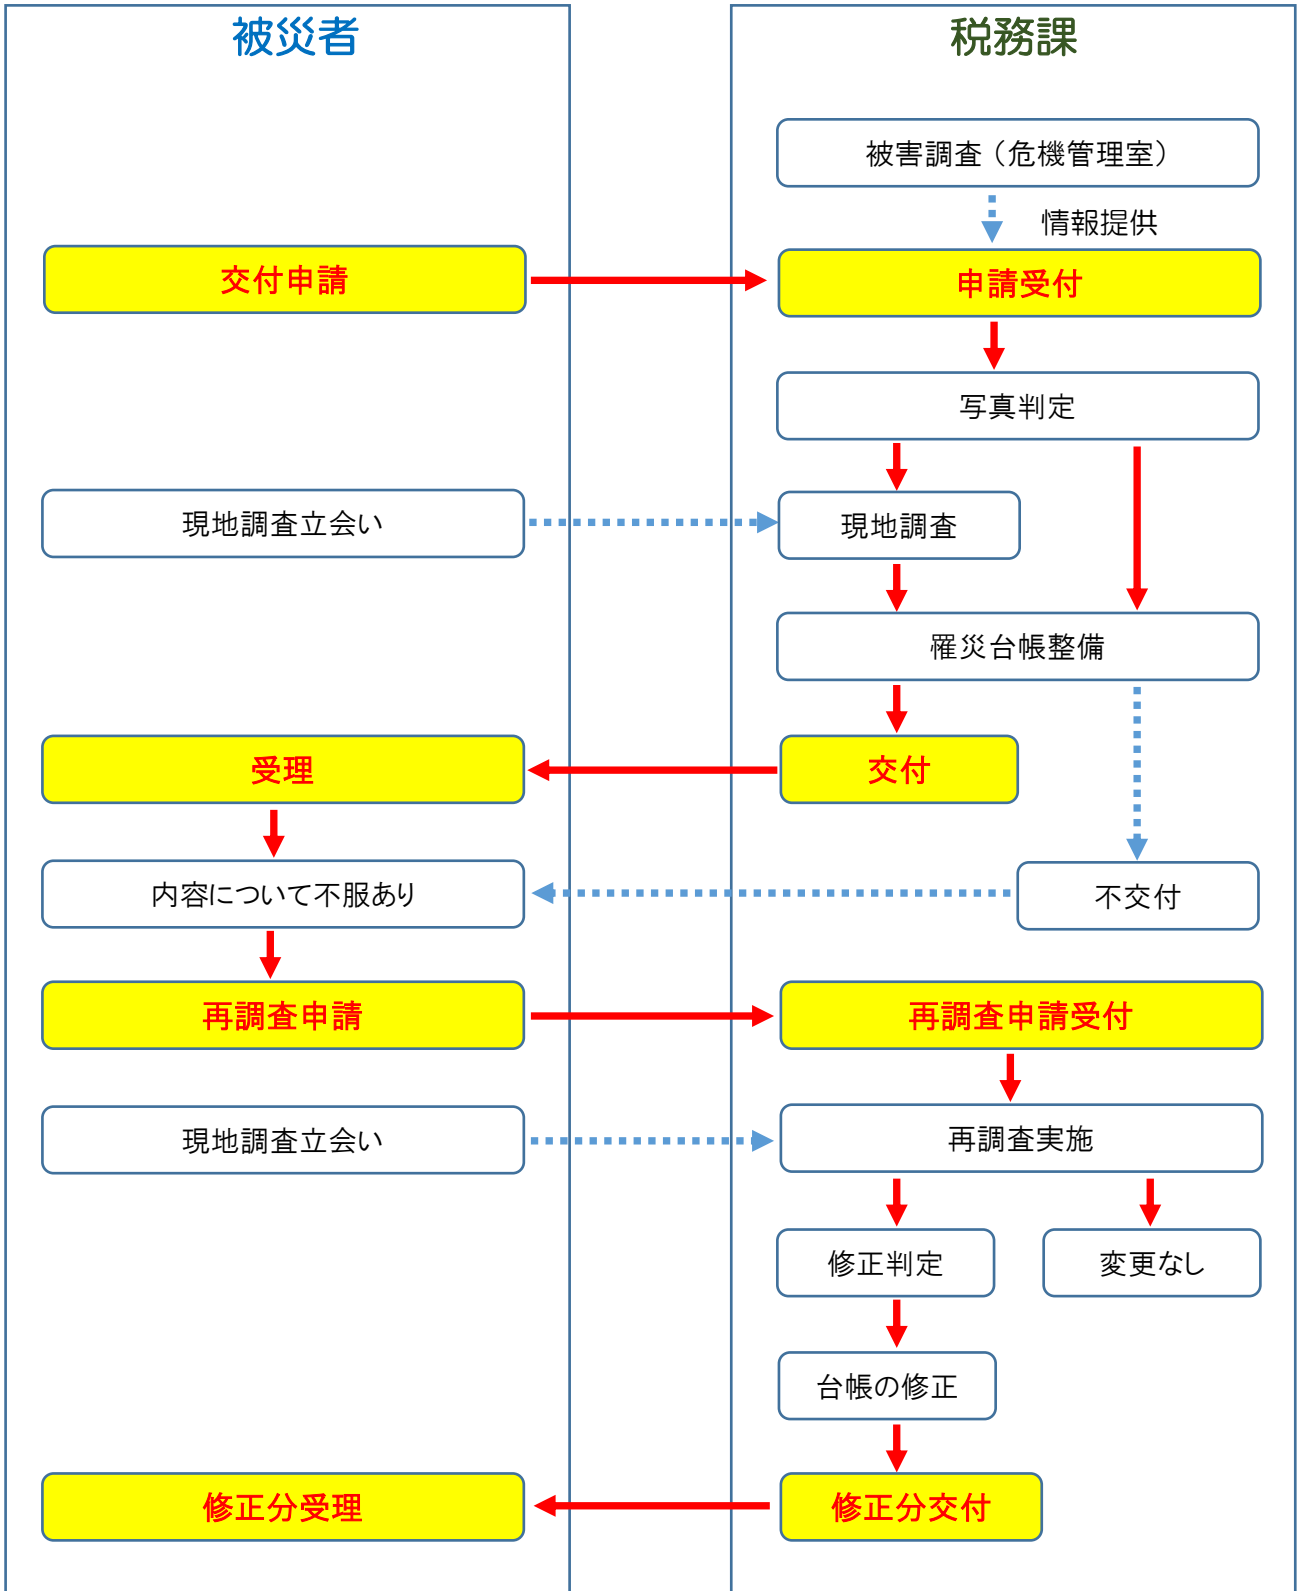 被災者
税務課
被害調査（危機管理室）
情報提供
交付申請
申請受付
写真判定
現地調査立会い
現地調査
罹災台帳整備
受理
交付
内容について不服あり
不交付
再調査申請
再調査申請受付
現地調査立会い
再調査実施
修正判定
変更なし
台帳の修正
修正分受理
修正分交付